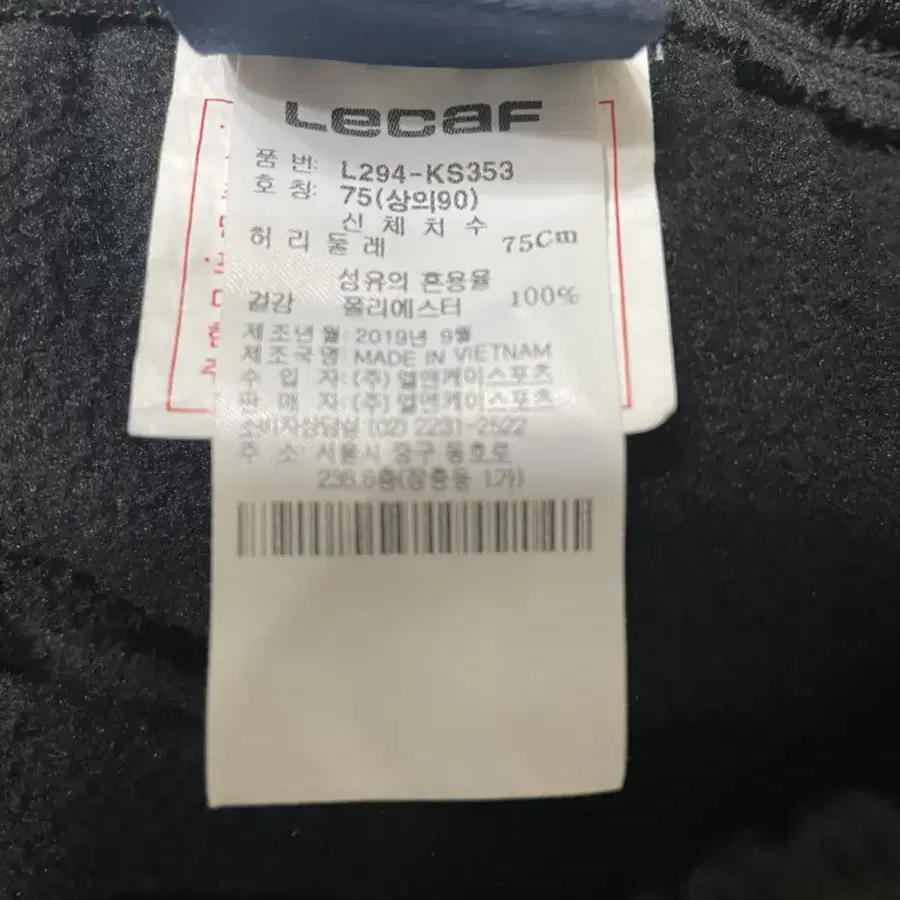 Lecaf
품 번: L294-KS353
호 칭: 75(상의90)
신 체 치 수
허 리 둘 레 75Cm
섬유의 혼용율
겉감 폴리에스터 100%
제조년월: 2019년 9월
제조국명: MADE IN VIETNAM
수 입 자: (주) 엘앤케이스포츠
판 매 자: (주) 엘앤케이스포츠
소비자상담실 (02) 2231-2522
주 소: 서울시 중구 동호로
236.6층(장충동 1가)